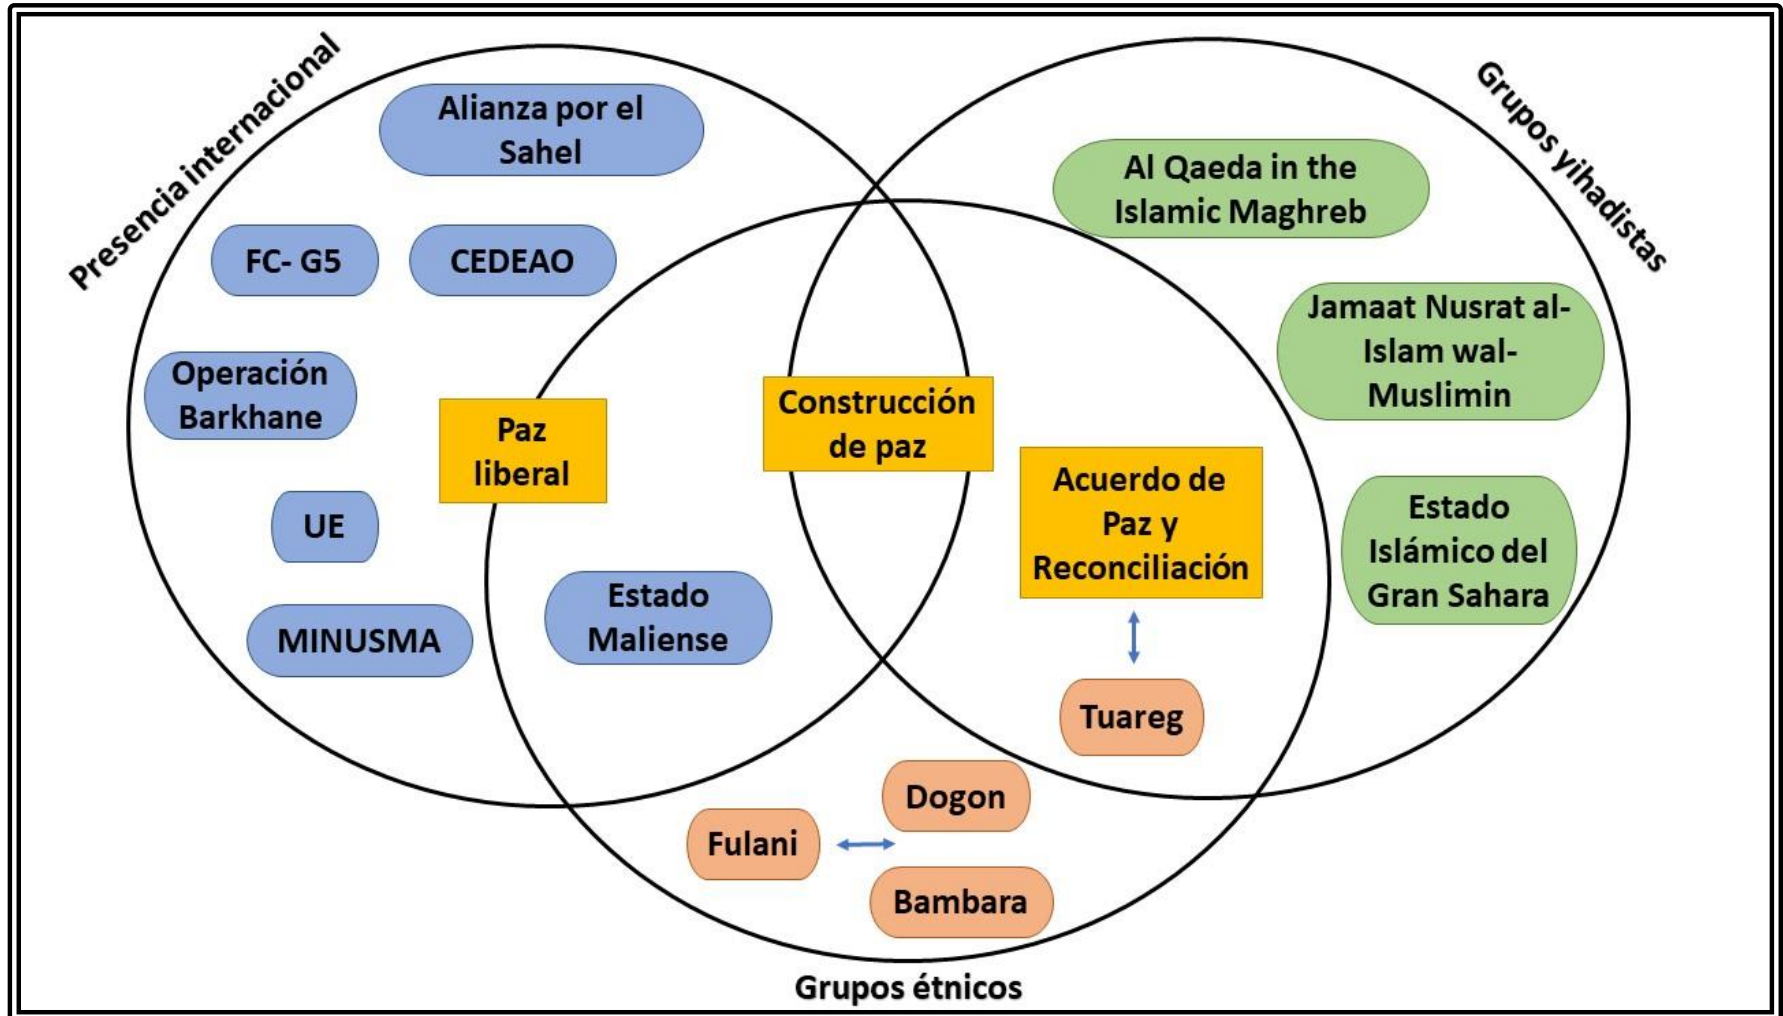 Presencia internacional
Alianza por el
Sahel
FC- G5
CEDEAO
Operación
Barkhane
UE
MINUSMA
Paz
liberal
Estado
Maliense
Construcción
de paz
Grupos yihadistas
Al Qaeda in the
Islamic Maghreb
Jamaat Nusrat al-
Islam wal-
Muslimin
Estado
Islámico del
Gran Sahara
Acuerdo de
Paz y
Reconciliación
Tuareg
Dogon
Fulani
Bambara
Grupos étnicos